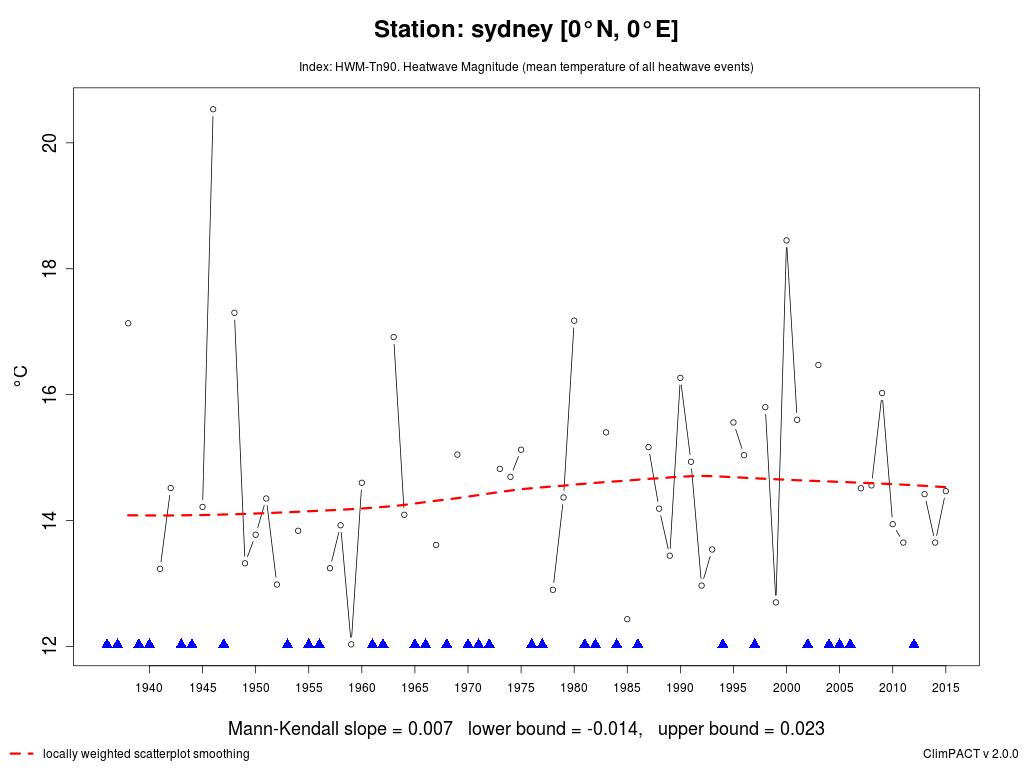 Station: sydney [0°N, 0°E]
Index: HWM-Tn90. Heatwave Magnitude (mean temperature of all heatwave events)
20
18
16
14
12
°C
1940 1945 1950 1955 1960 1965 1970 1975 1980 1985 1990 1995 2000 2005 2010 2015
Mann-Kendall slope = 0.007 lower bound = -0.014, upper bound = 0.023
locally weighted scatterplot smoothing
ClimPACT v 2.0.0